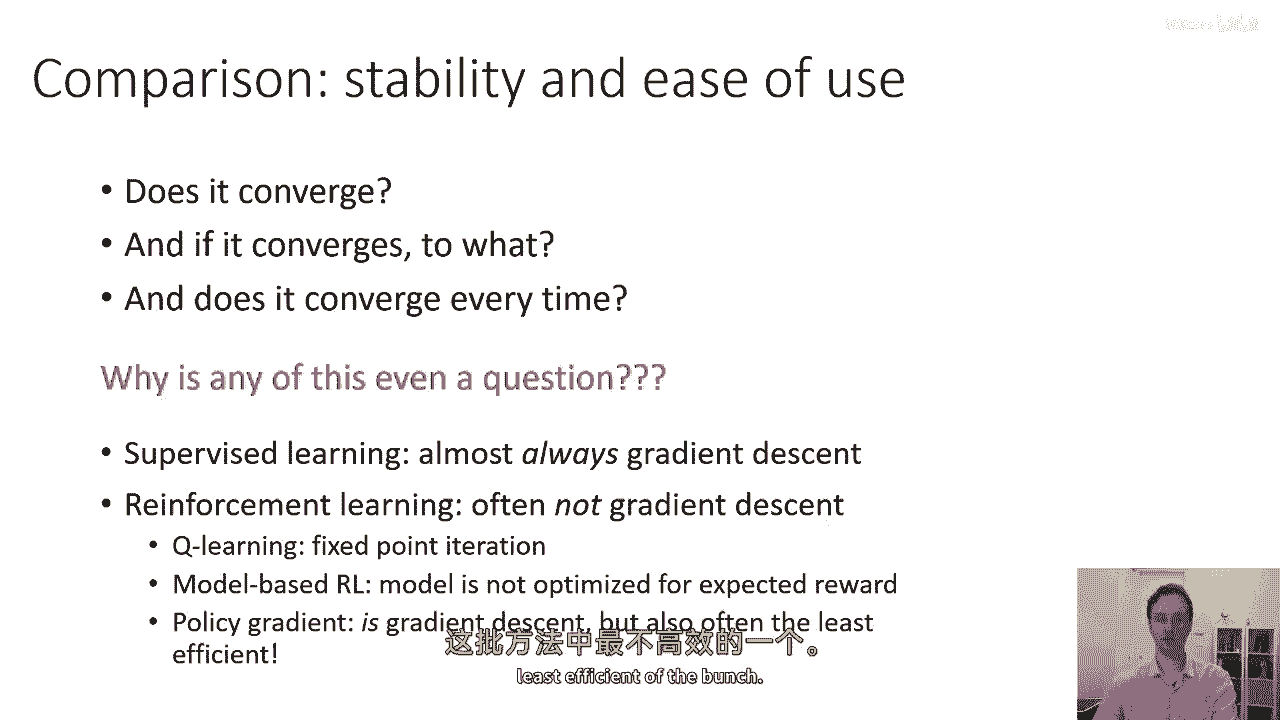 Comparison: stability and ease of use
• Does it converge?
• And if it converges, to what?
• And does it converge every time?
Why is any of this even a question???
• Supervised learning: almost always gradient descent
• Reinforcement learning: often not gradient descent
• Q-learning: fixed point iteration
• Model-based RL: model is not optimized for expected reward
• Policy gradient: is gradient descent, but also often the least
efficient!
这批方法中最不高效的一个。
least efficient of the bunch.